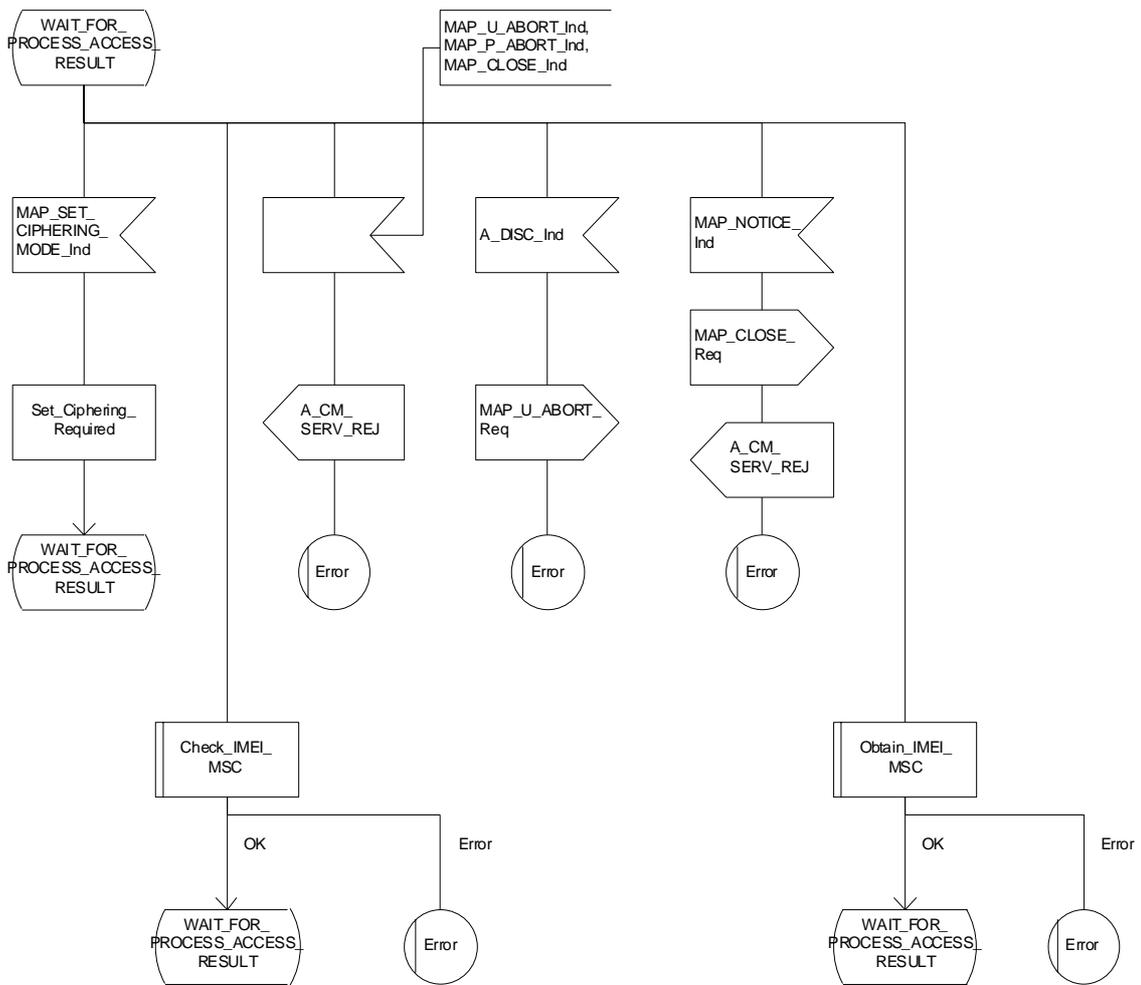 WAIT_FOR_
PROCESS_ACCESS_
RESULT
MAP_U_ABORT_Ind,
MAP_P_ABORT_Ind,
MAP_CLOSE_Ind
MAP_SET_
CIPHERING_
MODE_Ind
A_DISC_Ind
MAP_NOTICE_
Ind
MAP_CLOSE_
Req
Set_Ciphering_
Required
A_CM_
SERV_REJ
MAP_U_ABORT_
Req
A_CM_
SERV_REJ
WAIT_FOR_
PROCESS_ACCESS_
RESULT
Error
Error
Error
Check_IMEI_
MSC
Obtain_IMEI_
MSC
OK
Error
OK
Error
WAIT_FOR_
PROCESS_ACCESS_
RESULT
Error
WAIT_FOR_
PROCESS_ACCESS_
RESULT
Error